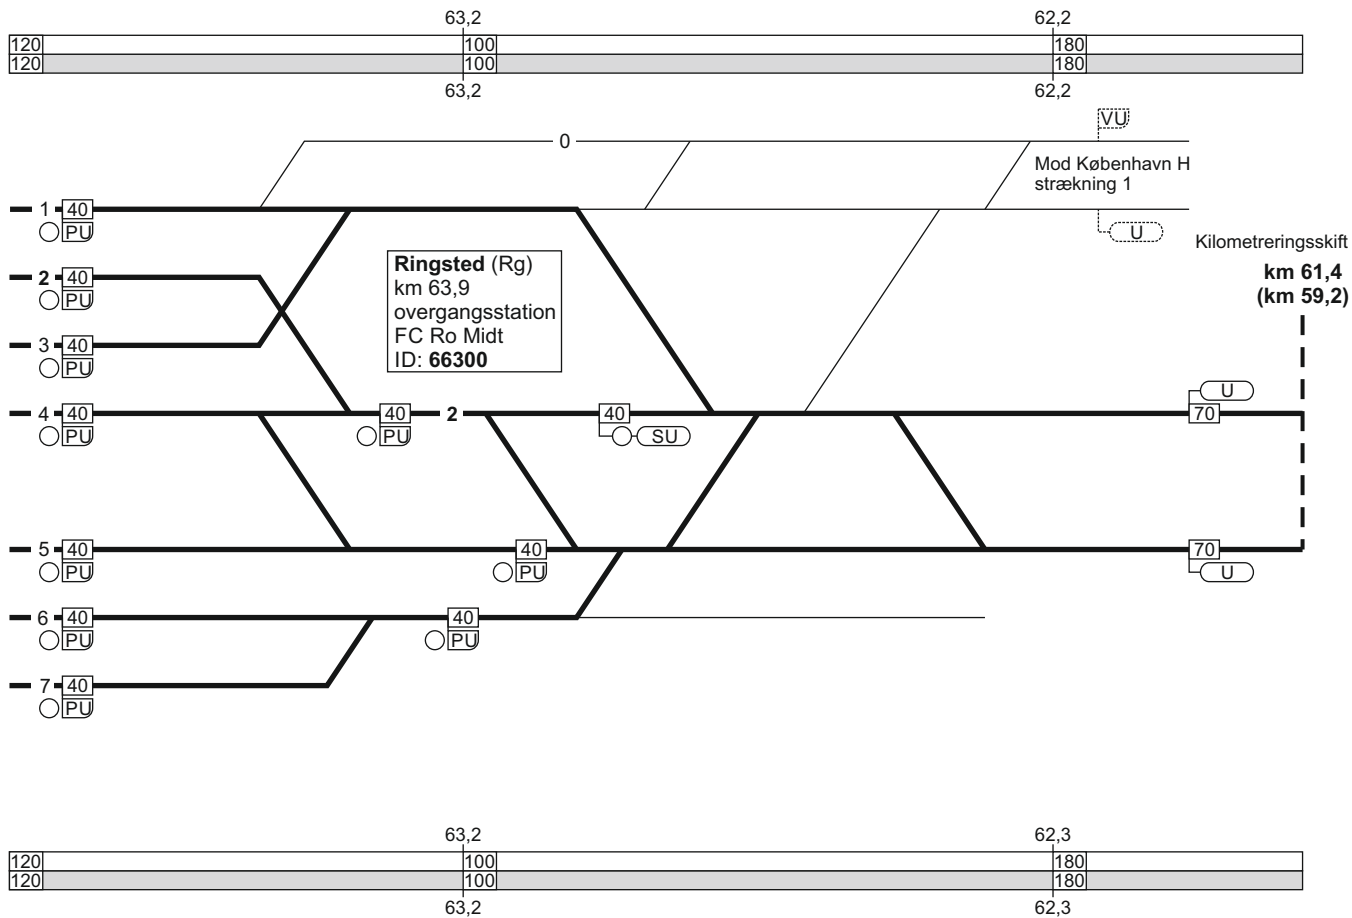 63,2 62,2
120 100 180
120 100 180
63,2 62,2
VU
0
Mod København H
strækning 1
1 40
PU
U
Kilometreringsskift
km 61,4
(km 59,2)
Ringsted (Rg)
km 63,9
overgangsstation
FC Ro Midt
ID: 66300
2 40
PU
3 40
PU
U
4 40 40 2 40 70
PU PU SU
5 40 40 70
PU PU U
6 40 40
PU PU
7 40
PU
63,2 62,3
120 100 180
120 100 180
63,2 62,3